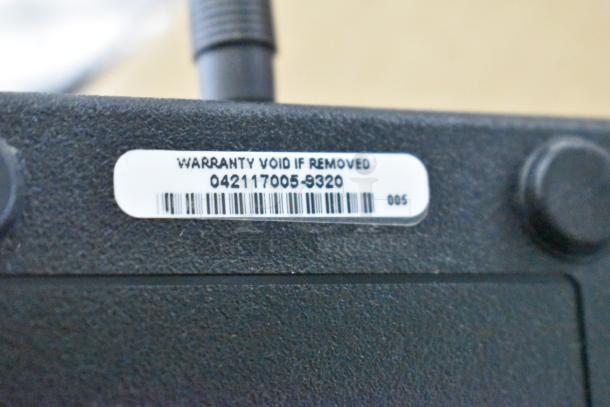 WARRANTY VOID IF REMOVED
042117005-9320
005